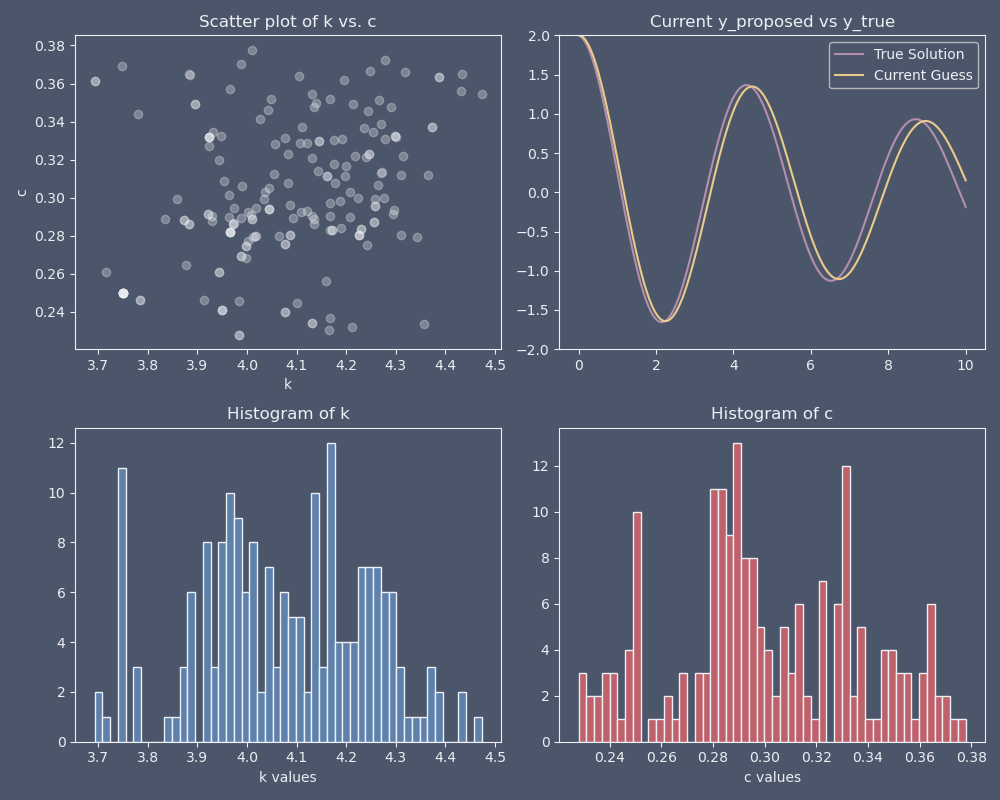 Scatter plot of k vs. c
0.38
0.36
0.34
0.32
0.30
0.28
0.26
0.24
c
3.7 3.8 3.9 4.0 4.1 4.2 4.3 4.4 4.5
k
Current y_proposed vs y_true
2.0
1.5
1.0
0.5
0.0
−0.5
−1.0
−1.5
−2.0
True Solution
Current Guess
0 2 4 6 8 10
Histogram of k
12
10
8
6
4
2
0
3.7 3.8 3.9 4.0 4.1 4.2 4.3 4.4 4.5
k values
Histogram of c
12
10
8
6
4
2
0
0.24 0.26 0.28 0.30 0.32 0.34 0.36 0.38
c values